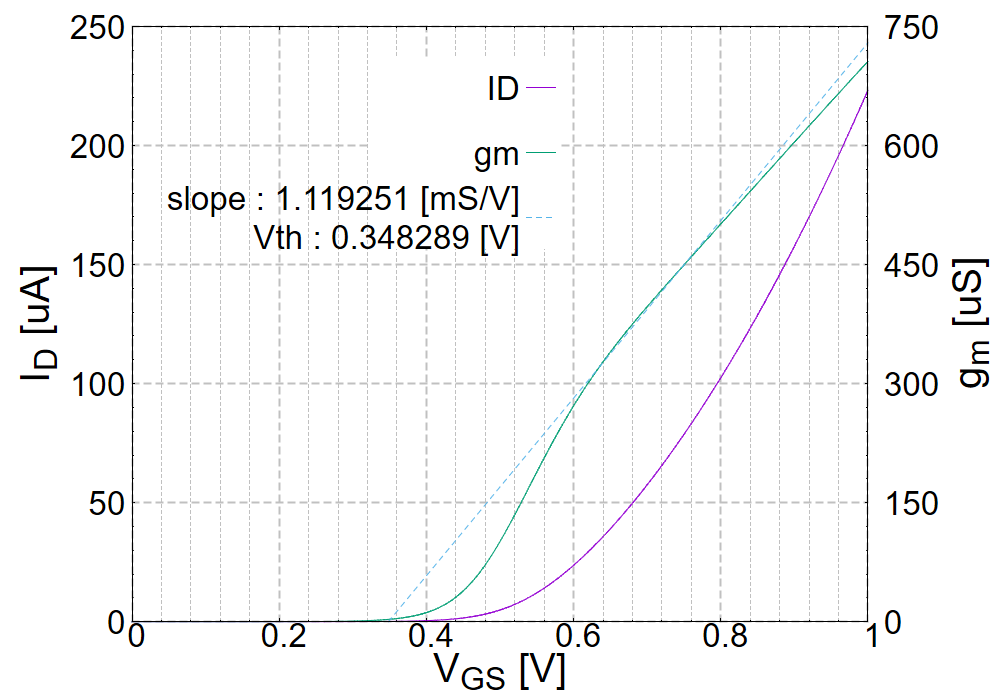 250
200
150
100
50
0
I_D [uA]
ID
gm
slope : 1.119251 [mS/V]
Vth : 0.348289 [V]
750
600
450
300
150
0
g_m [uS]
0 0.2 0.4 0.6 0.8 1
V_GS [V]